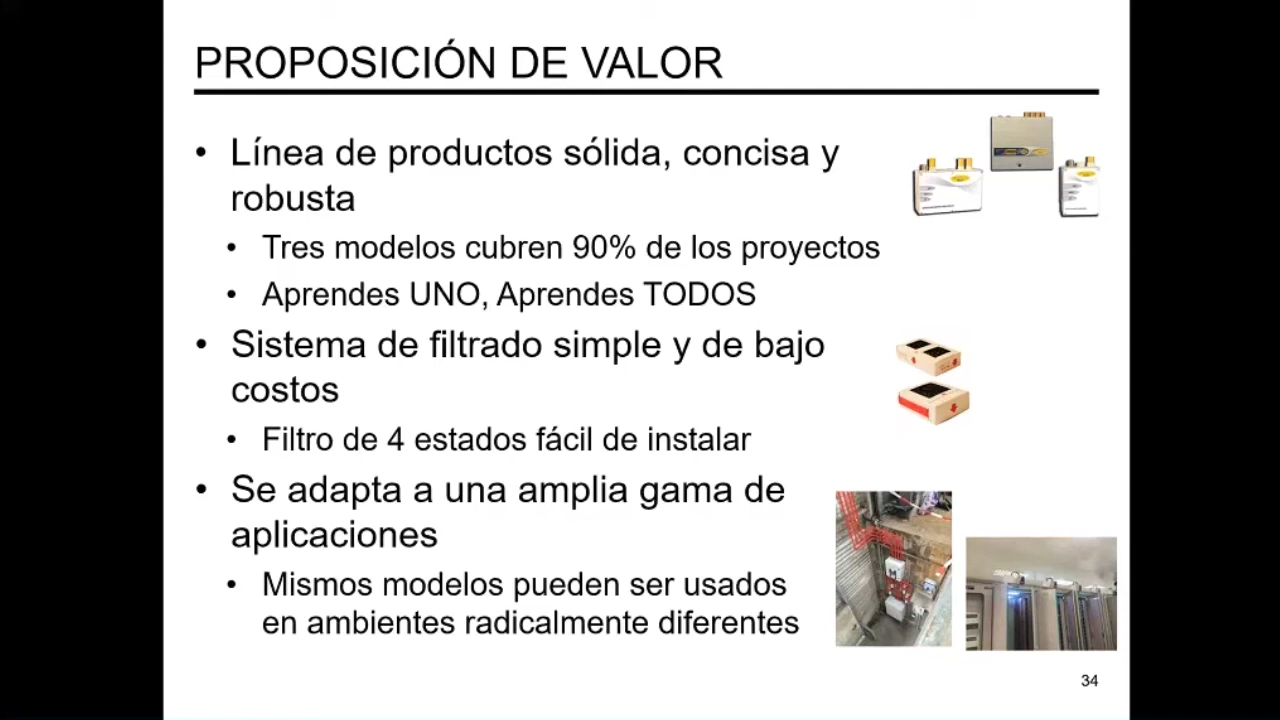 PROPOSICIÓN DE VALOR
• Línea de productos sólida, concisa y
robusta
• Tres modelos cubren 90% de los proyectos
• Aprendes UNO, Aprendes TODOS
• Sistema de filtrado simple y de bajo
costos
• Filtro de 4 estados fácil de instalar
• Se adapta a una amplia gama de
aplicaciones
• Mismos modelos pueden ser usados
en ambientes radicalmente diferentes
34